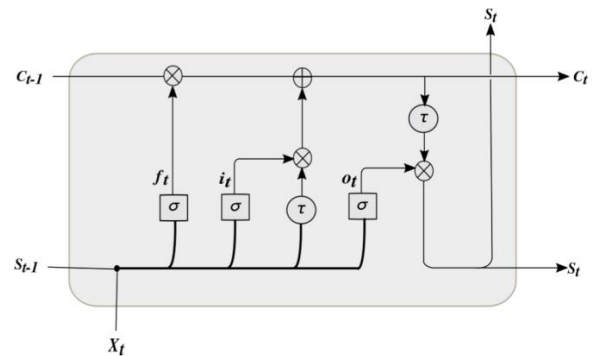 S_t
C_{t-1} C_t
τ
f_t i_t o_t
σ σ τ σ
S_{t-1} S_t
X_t